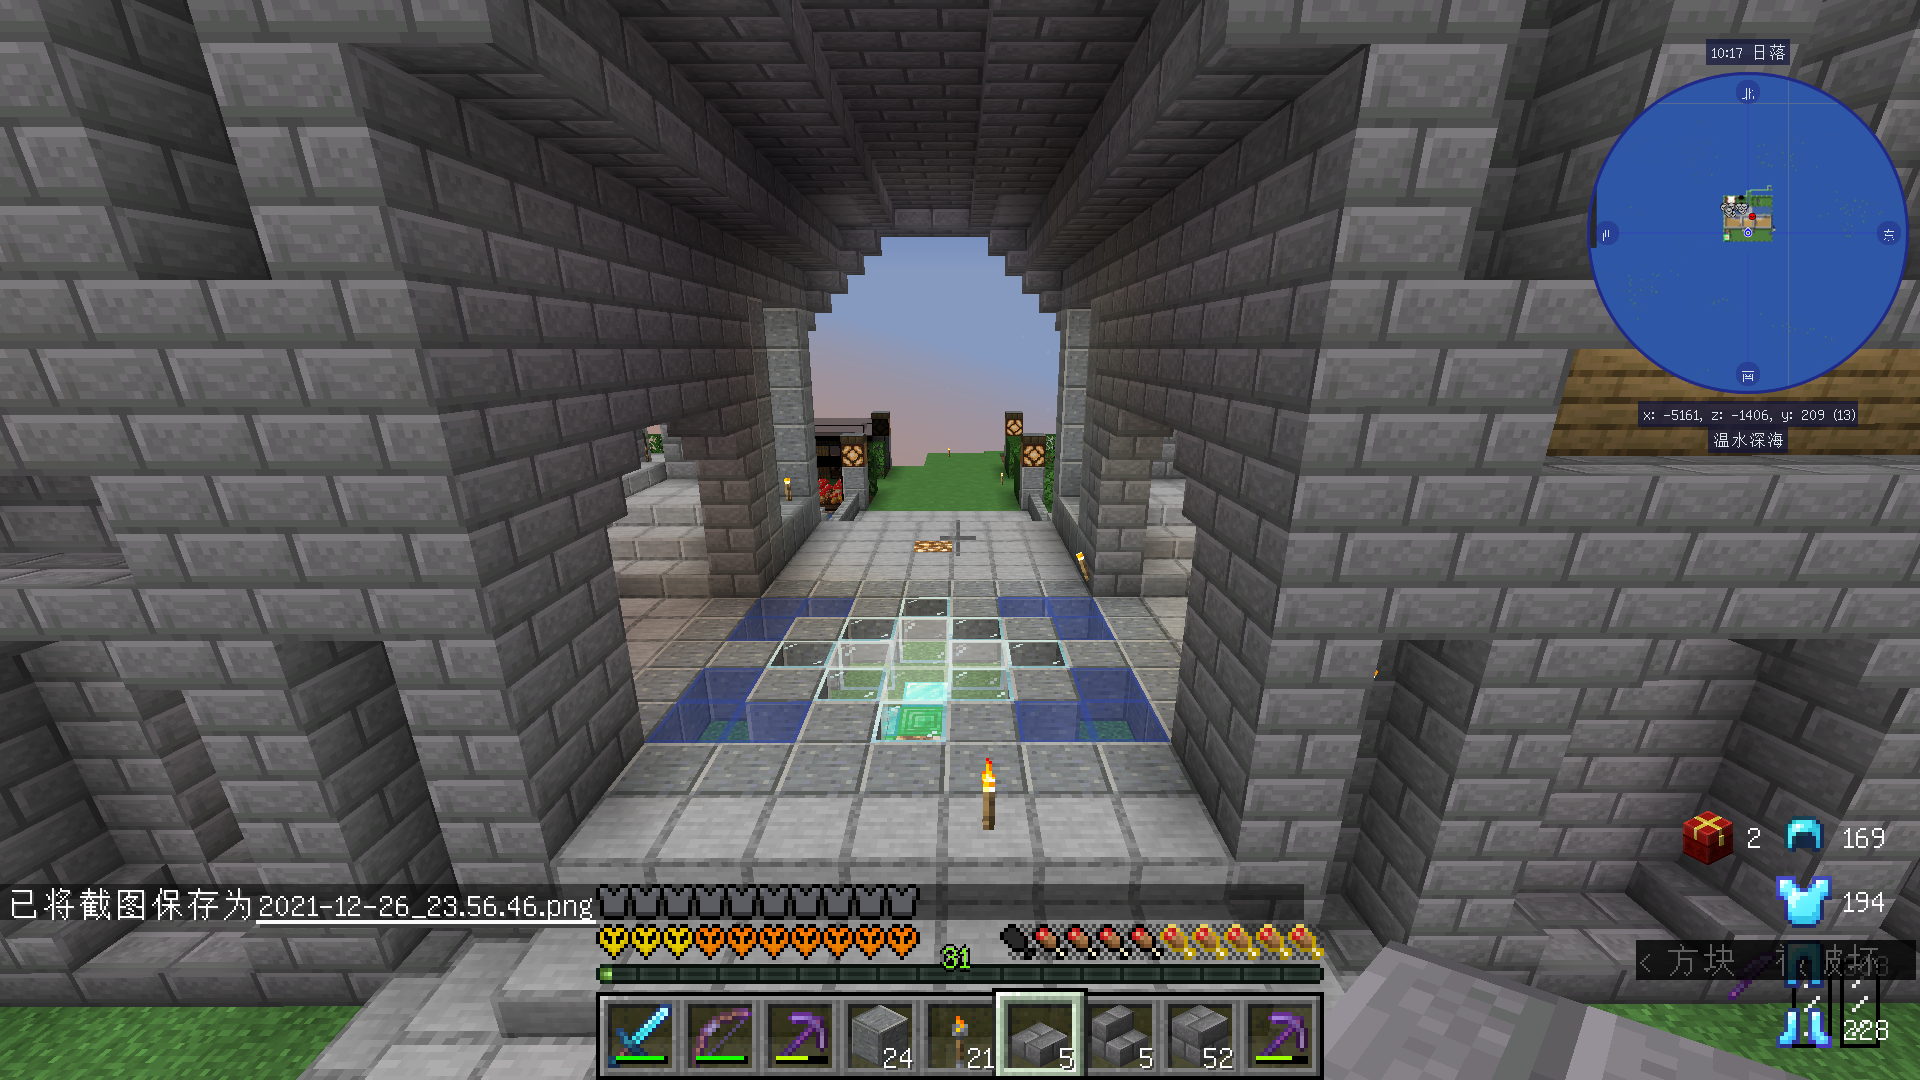 10:17 日落
北
东
南
x: -5161, z: -1406, y: 209 (13)
温水深海
2 169
194
已将截图保存为2021-12-26_23.56.46.png
31
< 方块
228
24
21
5
5
52